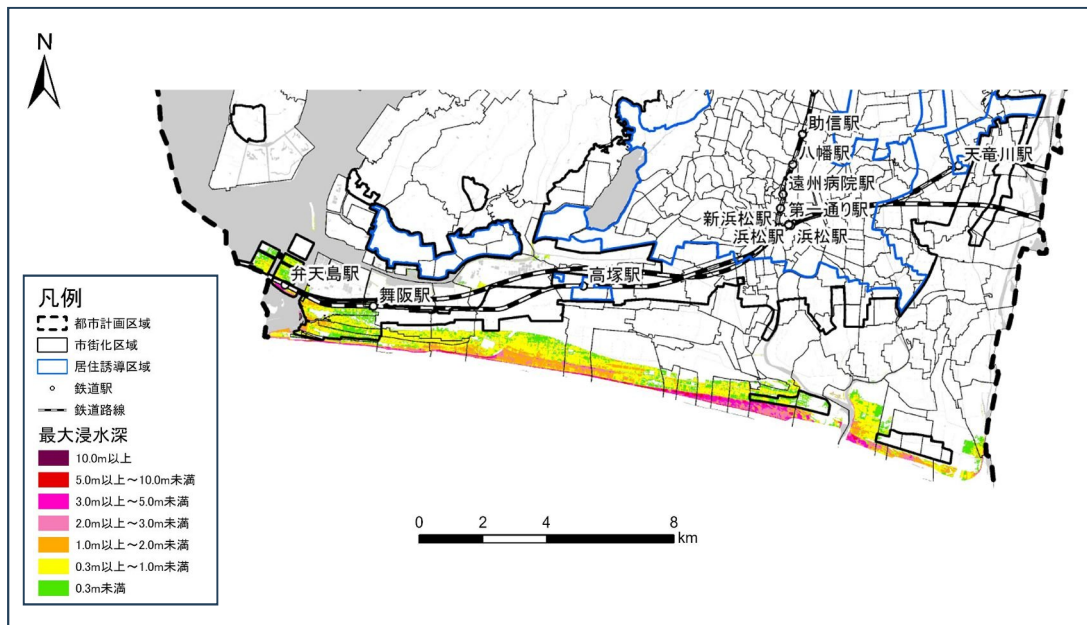 N
助信駅
八幡駅
天竜川駅
遠州病院駅
新浜松駅
第一通り駅
浜松駅
浜松駅
弁天島駅
高塚駅
舞阪駅
凡例
都市計画区域
市街化区域
居住誘導区域
鉄道駅
鉄道路線
最大浸水深
10.0m以上
5.0m以上～10.0m未満
3.0m以上～5.0m未満
2.0m以上～3.0m未満
1.0m以上～2.0m未満
0.3m以上～1.0m未満
0.3m未満
0 2 4 8
km